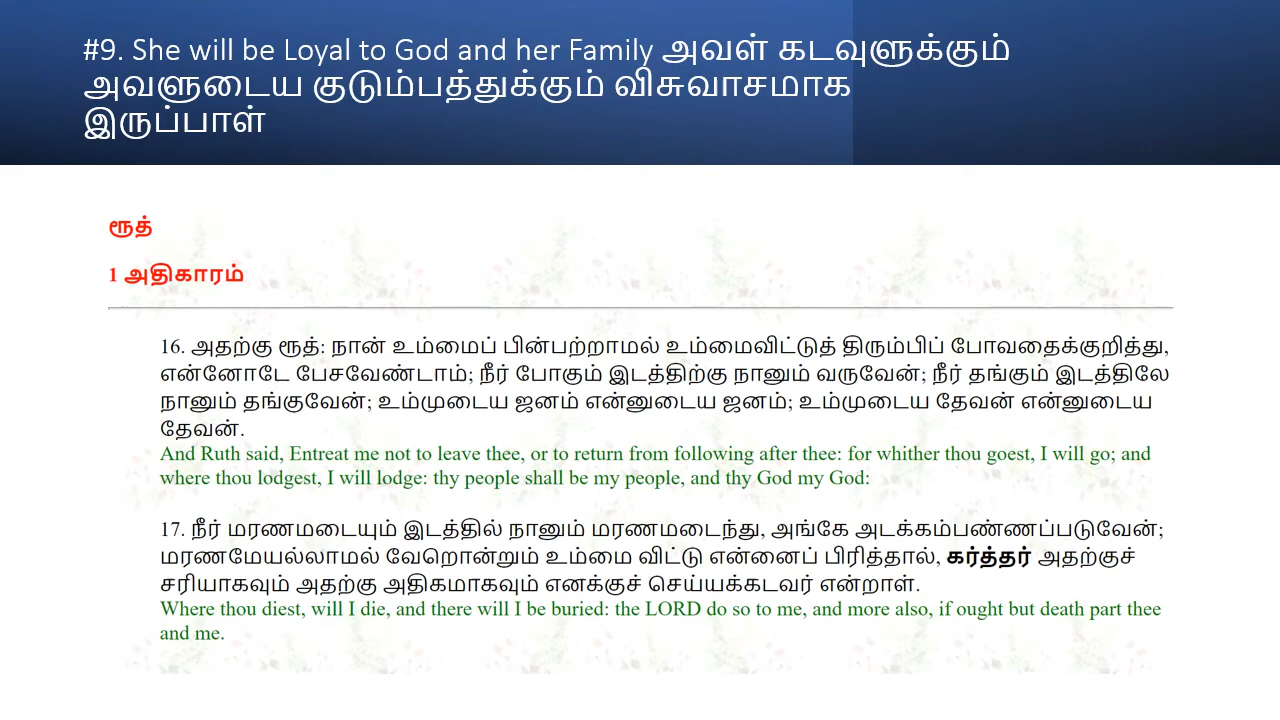 #9. She will be Loyal to God and her Family அவள் கடவுளுக்கும்
அவளுடைய குடும்பத்துக்கும் விசுவாசமாக
இருப்பாள்
ரூத்
1 அதிகாரம்
16. அதற்கு ரூத்: நான் உம்மைப் பின்பற்றாமல் உம்மைவிட்டுத் திரும்பிப் போவதைக்குறித்து,
என்னோடே பேசவேண்டாம்; நீர் போகும் இடத்திற்கு நானும் வருவேன்; நீர் தங்கும் இடத்திலே
நானும் தங்குவேன்; உம்முடைய ஜனம் என்னுடைய ஜனம்; உம்முடைய தேவன் என்னுடைய
தேவன்.
And Ruth said, Entreat me not to leave thee, or to return from following after thee: for whither thou goest, I will go; and
where thou lodgest, I will lodge: thy people shall be my people, and thy God my God:
17. நீர் மரணமடையும் இடத்தில் நானும் மரணமடைந்து, அங்கே அடக்கம்பண்ணப்படுவேன்;
மரணமேயல்லாமல் வேறொன்றும் உம்மை விட்டு என்னைப் பிரித்தால், கர்த்தர் அதற்குச்
சரியாகவும் அதற்கு அதிகமாகவும் எனக்குச் செய்யக்கடவர் என்றாள்.
Where thou diest, will I die, and there will I be buried: the LORD do so to me, and more also, if ought but death part thee
and me.